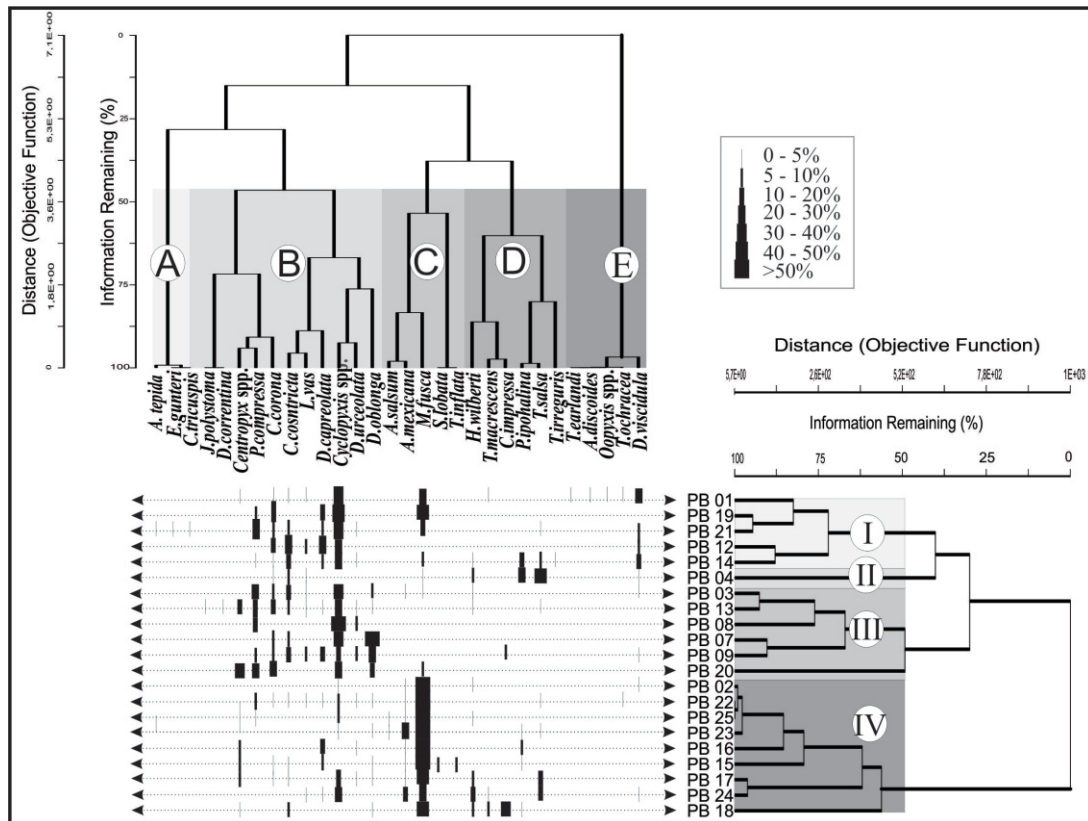 Distance (Objective Function)
7,1E+00
5,3E+00
3,6E+00
1,8E+00
0
Information Remaining (%)
0
25
50
75
100
A
B
C
D
E
0 - 5%
5 - 10%
10 - 20%
20 - 30%
30 - 40%
40 - 50%
>50%
A.tepida
E.gunteri
C.tricusps
J.polystoma
D.correntina
Centropyx spp.
P.compressa
C.corona
C.costricta
L.vas
D.capreolata
Cyclopyxis spp.
D.urceolata
D.oblonga
A.salsum
A.mexicana
M.fusca
S.lobata
T.inflata
H.wilberti
T.macrescens
C.impressa
P.ipohalina
T.salsa
T.irreguris
T.earlandi
A.discoides
Oopyxis spp.
T.ochracea
D.viscidula
Distance (Objective Function)
5,7E+00
2,6E+02
5,2E+02
7,8E+02
1E+03
Information Remaining (%)
100
75
50
25
0
PB 01
PB 19
PB 21
PB 12
PB 14
PB 04
PB 03
PB 13
PB 08
PB 07
PB 09
PB 20
PB 02
PB 22
PB 25
PB 23
PB 16
PB 15
PB 17
PB 24
PB 18
I
II
III
IV